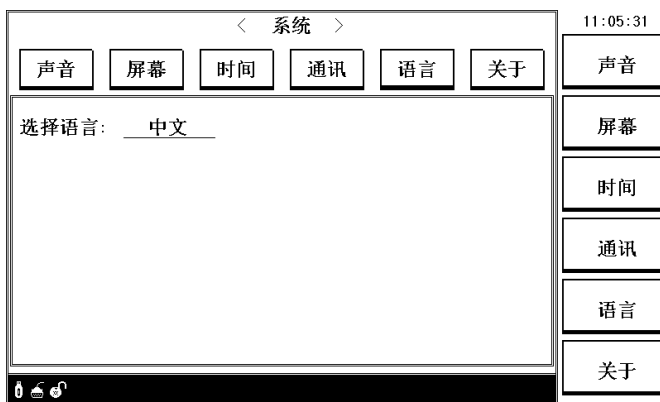 < 系统 >
11:05:31
声音 屏幕 时间 通讯 语言 关于
选择语言: 中文
声音
屏幕
时间
通讯
语言
关于